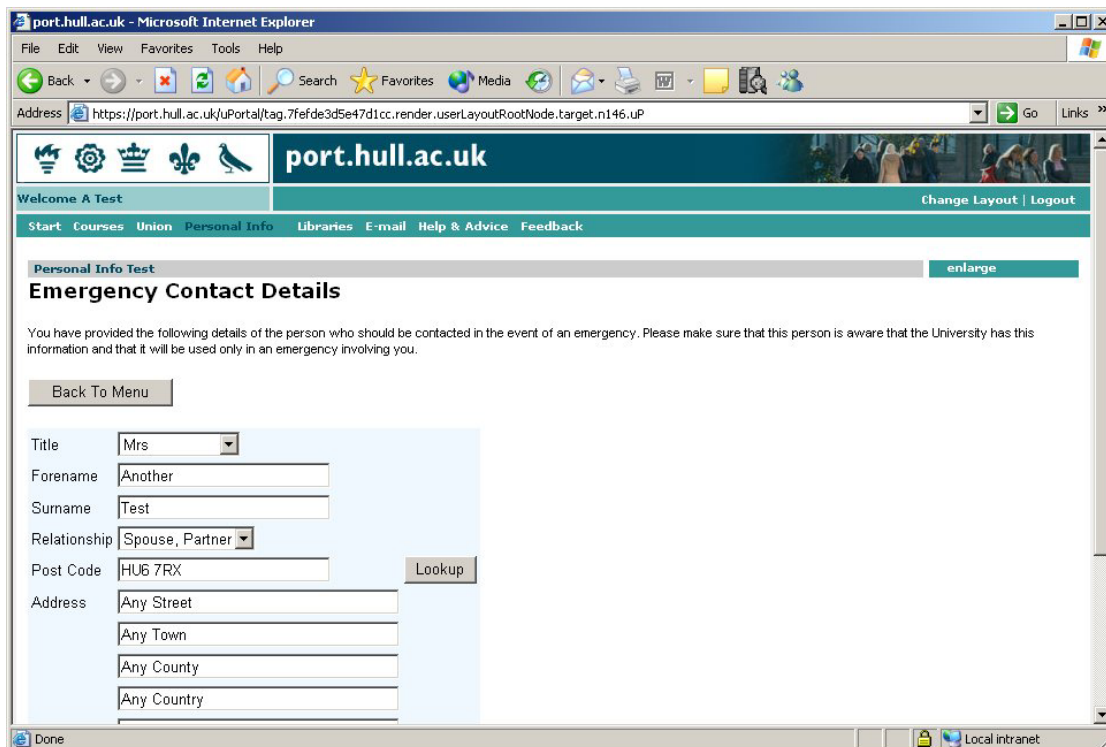 port.hull.ac.uk - Microsoft Internet Explorer
File Edit View Favorites Tools Help
Back Search Favorites Media
Address https://port.hull.ac.uk/uPortal/tag.7fefde3d5e47d1cc.render.userLayoutRootNode.target.n146.uP Go Links »
port.hull.ac.uk
Welcome A Test Change Layout | Logout
Start Courses Union Personal Info Libraries E-mail Help & Advice Feedback
Personal Info Test enlarge
Emergency Contact Details
You have provided the following details of the person who should be contacted in the event of an emergency. Please make sure that this person is aware that the University has this
information and that it will be used only in an emergency involving you.
Back To Menu
Title Mrs
Forename Another
Surname Test
Relationship Spouse, Partner
Post Code HU6 7RX Lookup
Address Any Street
Any Town
Any County
Any Country
Done Local intranet